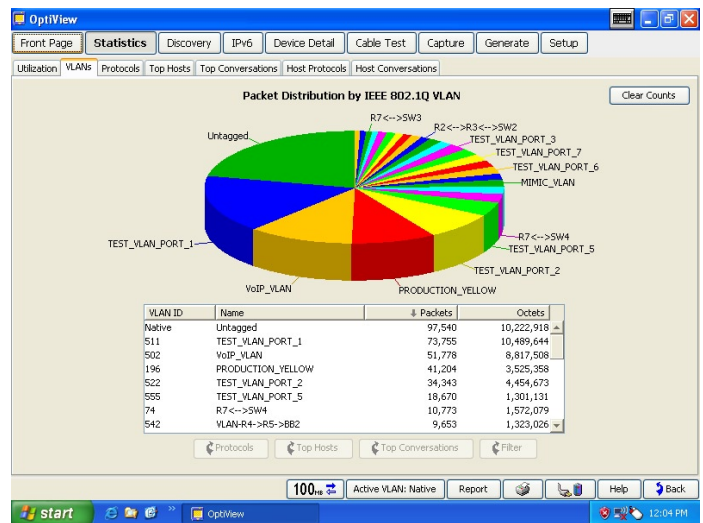 OptiView
Front Page Statistics Discovery IPv6 Device Detail Cable Test Capture Generate Setup
Utilization VLANs Protocols Top Hosts Top Conversations Host Protocols Host Conversations
Packet Distribution by IEEE 802.1Q VLAN
Clear Counts
R7<-->SW3
R2<-->R3<-->SW2
Untagged
TEST_VLAN_PORT_3
TEST_VLAN_PORT_7
TEST_VLAN_PORT_6
MIMIC_VLAN
R7<-->SW4
TEST_VLAN_PORT_1
TEST_VLAN_PORT_5
TEST_VLAN_PORT_2
VoIP_VLAN
PRODUCTION_YELLOW
VLAN ID Name Packets Octets
Native Untagged 97,540 10,222,918
511 TEST_VLAN_PORT_1 73,755 10,489,644
502 VoIP_VLAN 51,778 8,817,508
196 PRODUCTION_YELLOW 41,204 3,525,358
522 TEST_VLAN_PORT_2 34,343 4,454,673
555 TEST_VLAN_PORT_5 18,670 1,301,131
74 R7<-->SW4 10,773 1,572,079
542 VLAN-R4->R5->BB2 9,653 1,323,026
Protocols Top Hosts Top Conversations Filter
100HB Active VLAN: Native Report Help Back
start » OptiView 12:04 PM